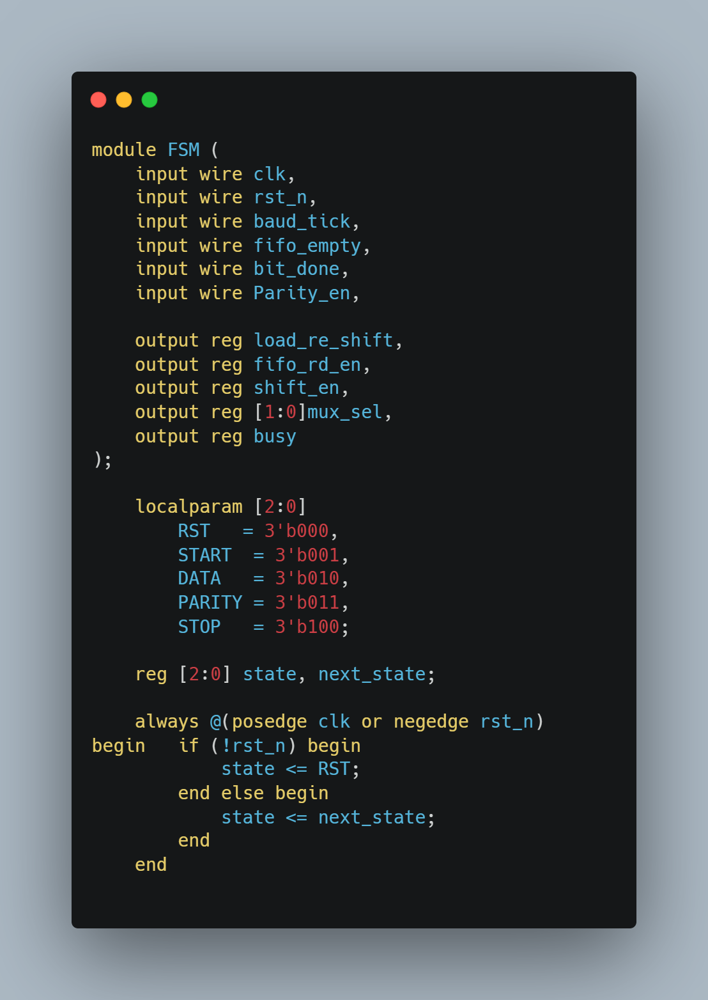 module FSM (
    input wire clk,
    input wire rst_n,
    input wire baud_tick,
    input wire fifo_empty,
    input wire bit_done,
    input wire Parity_en,

    output reg load_re_shift,
    output reg fifo_rd_en,
    output reg shift_en,
    output reg [1:0]mux_sel,
    output reg busy
);

    localparam [2:0]
        RST   = 3'b000,
        START  = 3'b001,
        DATA   = 3'b010,
        PARITY = 3'b011,
        STOP   = 3'b100;

    reg [2:0] state, next_state;

    always @(posedge clk or negedge rst_n)
begin   if (!rst_n) begin
            state <= RST;
        end else begin
            state <= next_state;
        end
    end